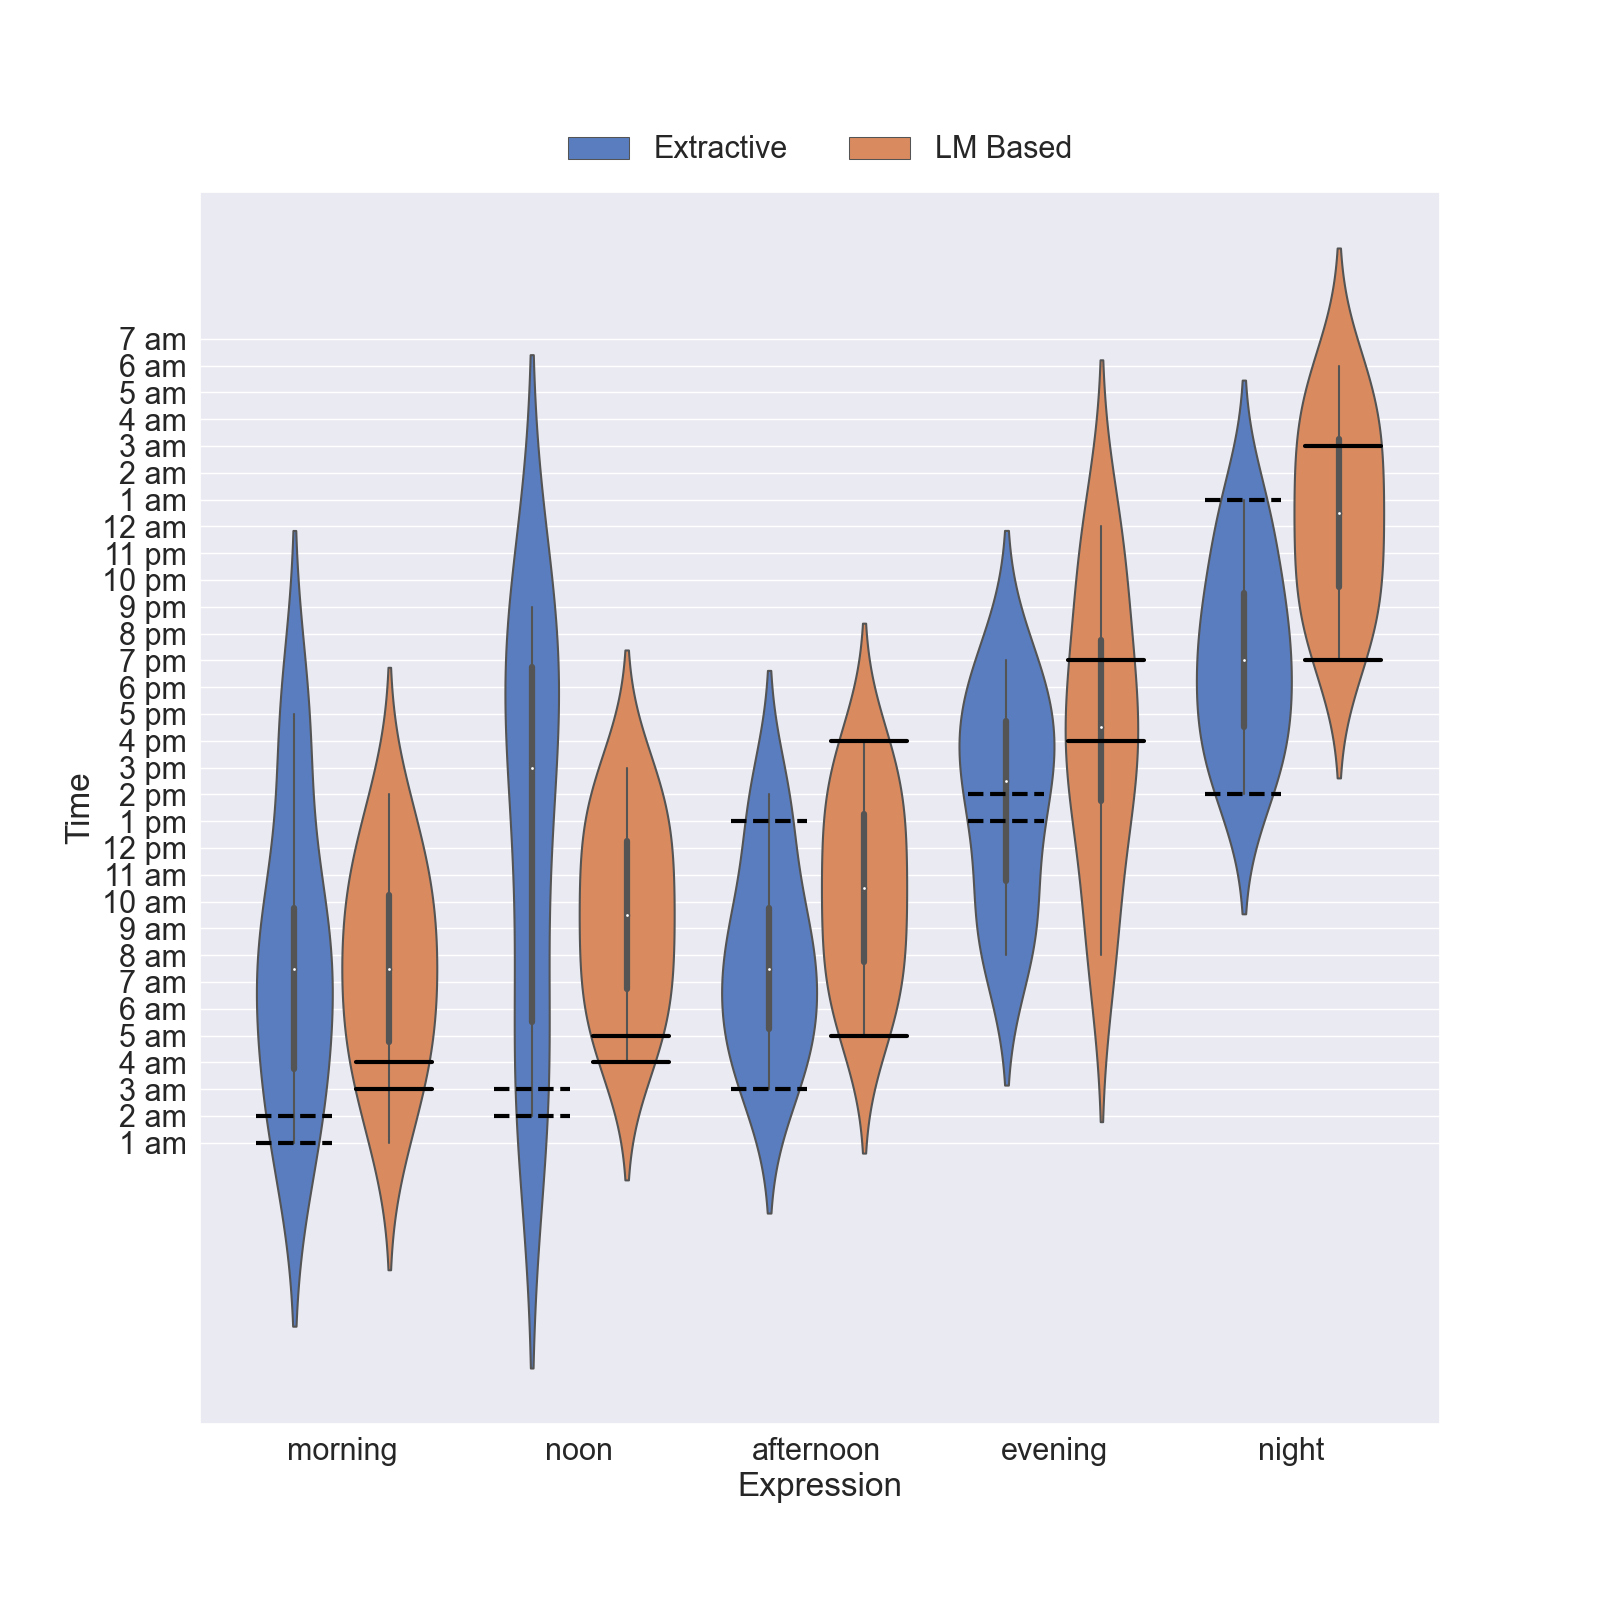 Extractive LM Based
7 am
6 am
5 am
4 am
3 am
2 am
1 am
12 am
11 pm
10 pm
9 pm
8 pm
7 pm
6 pm
5 pm
4 pm
3 pm
2 pm
1 pm
12 pm
11 am
10 am
9 am
8 am
7 am
6 am
5 am
4 am
3 am
2 am
1 am
Time
morning noon afternoon evening night
Expression